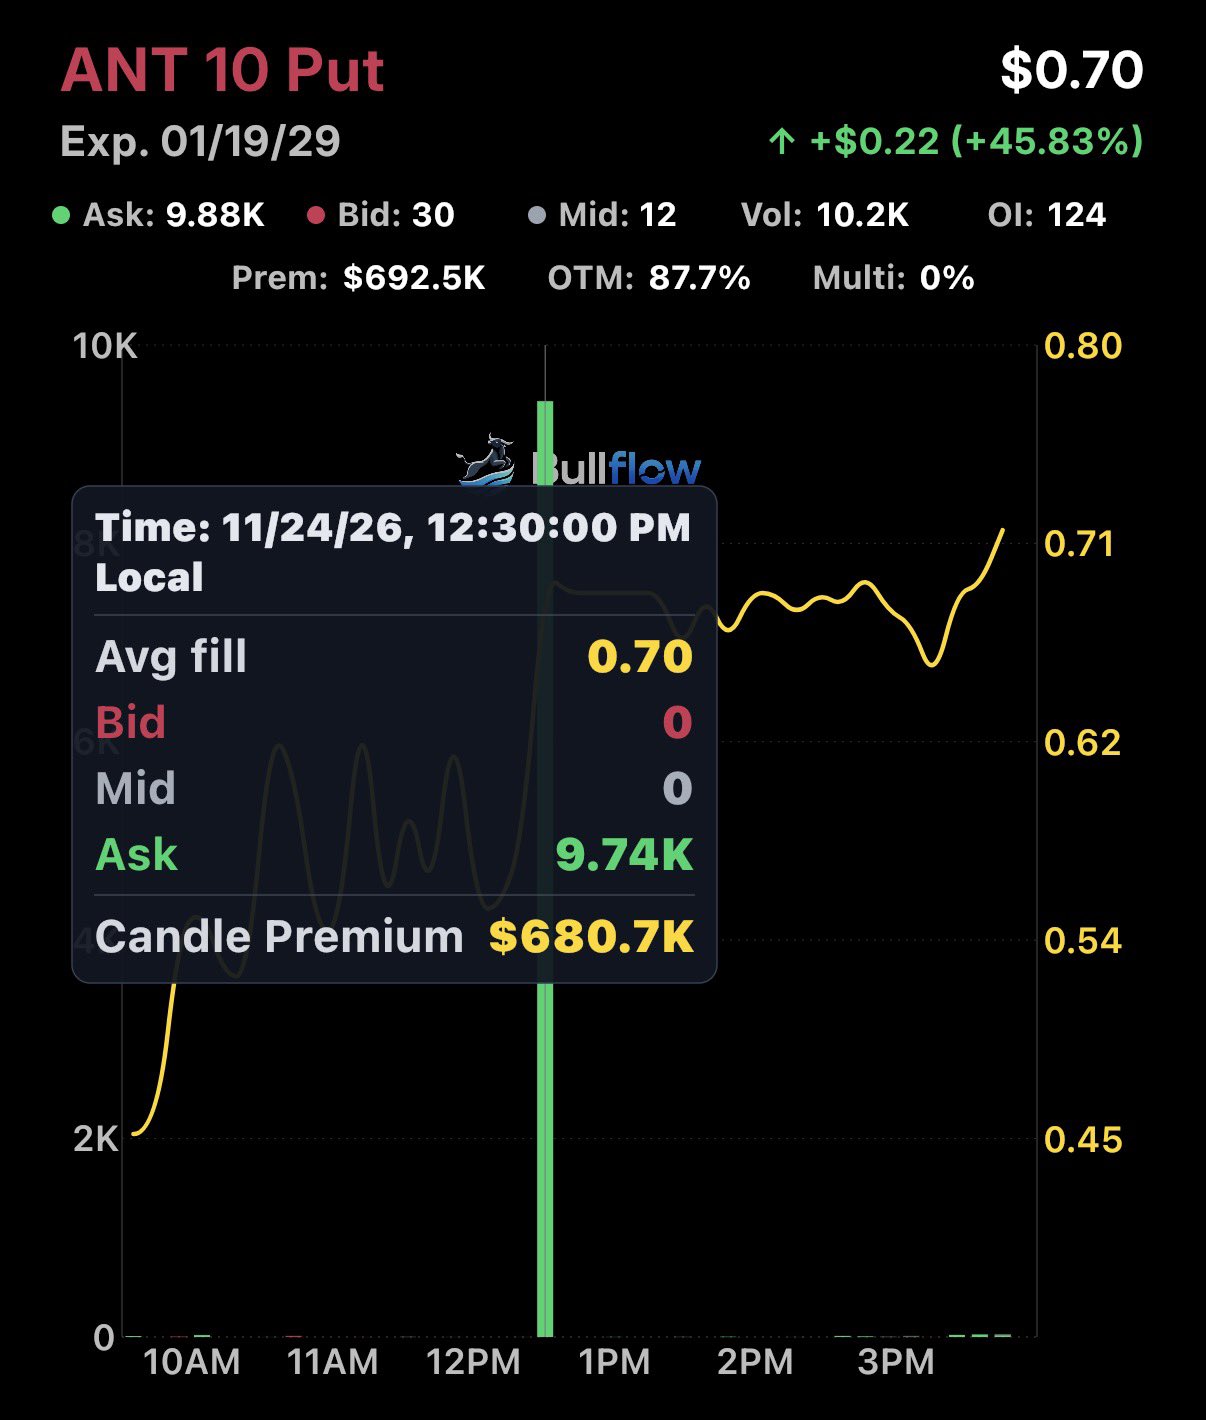 ANT 10 Put
$0.70
Exp. 01/19/29
↑ +$0.22 (+45.83%)
Ask: 9.88K Bid: 30 Mid: 12 Vol: 10.2K OI: 124
Prem: $692.5K OTM: 87.7% Multi: 0%
10K
0.80
Bullflow
Time: 11/24/26, 12:30:00 PM
Local
8K
0.71
Avg fill 0.70
Bid 0
6K
0.62
Mid 0
Ask 9.74K
Candle Premium $680.7K
4K
0.54
2K
0.45
0
10AM 11AM 12PM 1PM 2PM 3PM